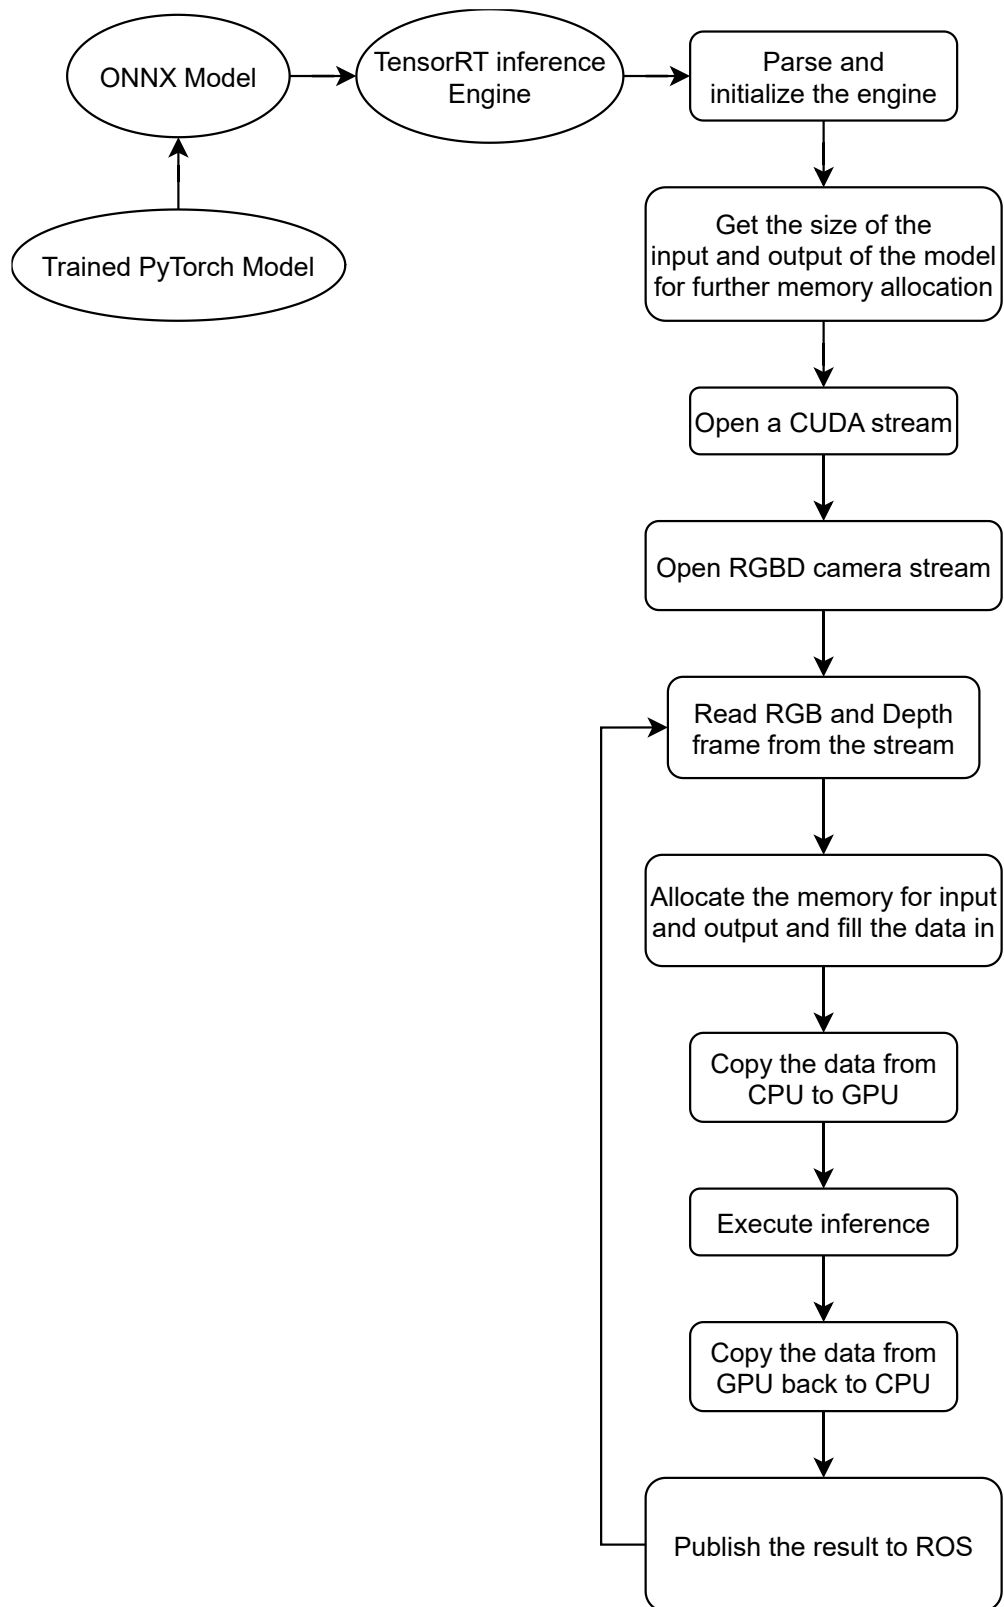 ONNX Model
TensorRT inference
Engine
Parse and
initialize the engine
Trained PyTorch Model
Get the size of the
input and output of the model
for further memory allocation
Open a CUDA stream
Open RGBD camera stream
Read RGB and Depth
frame from the stream
Allocate the memory for input
and output and fill the data in
Copy the data from
CPU to GPU
Execute inference
Copy the data from
GPU back to CPU
Publish the result to ROS